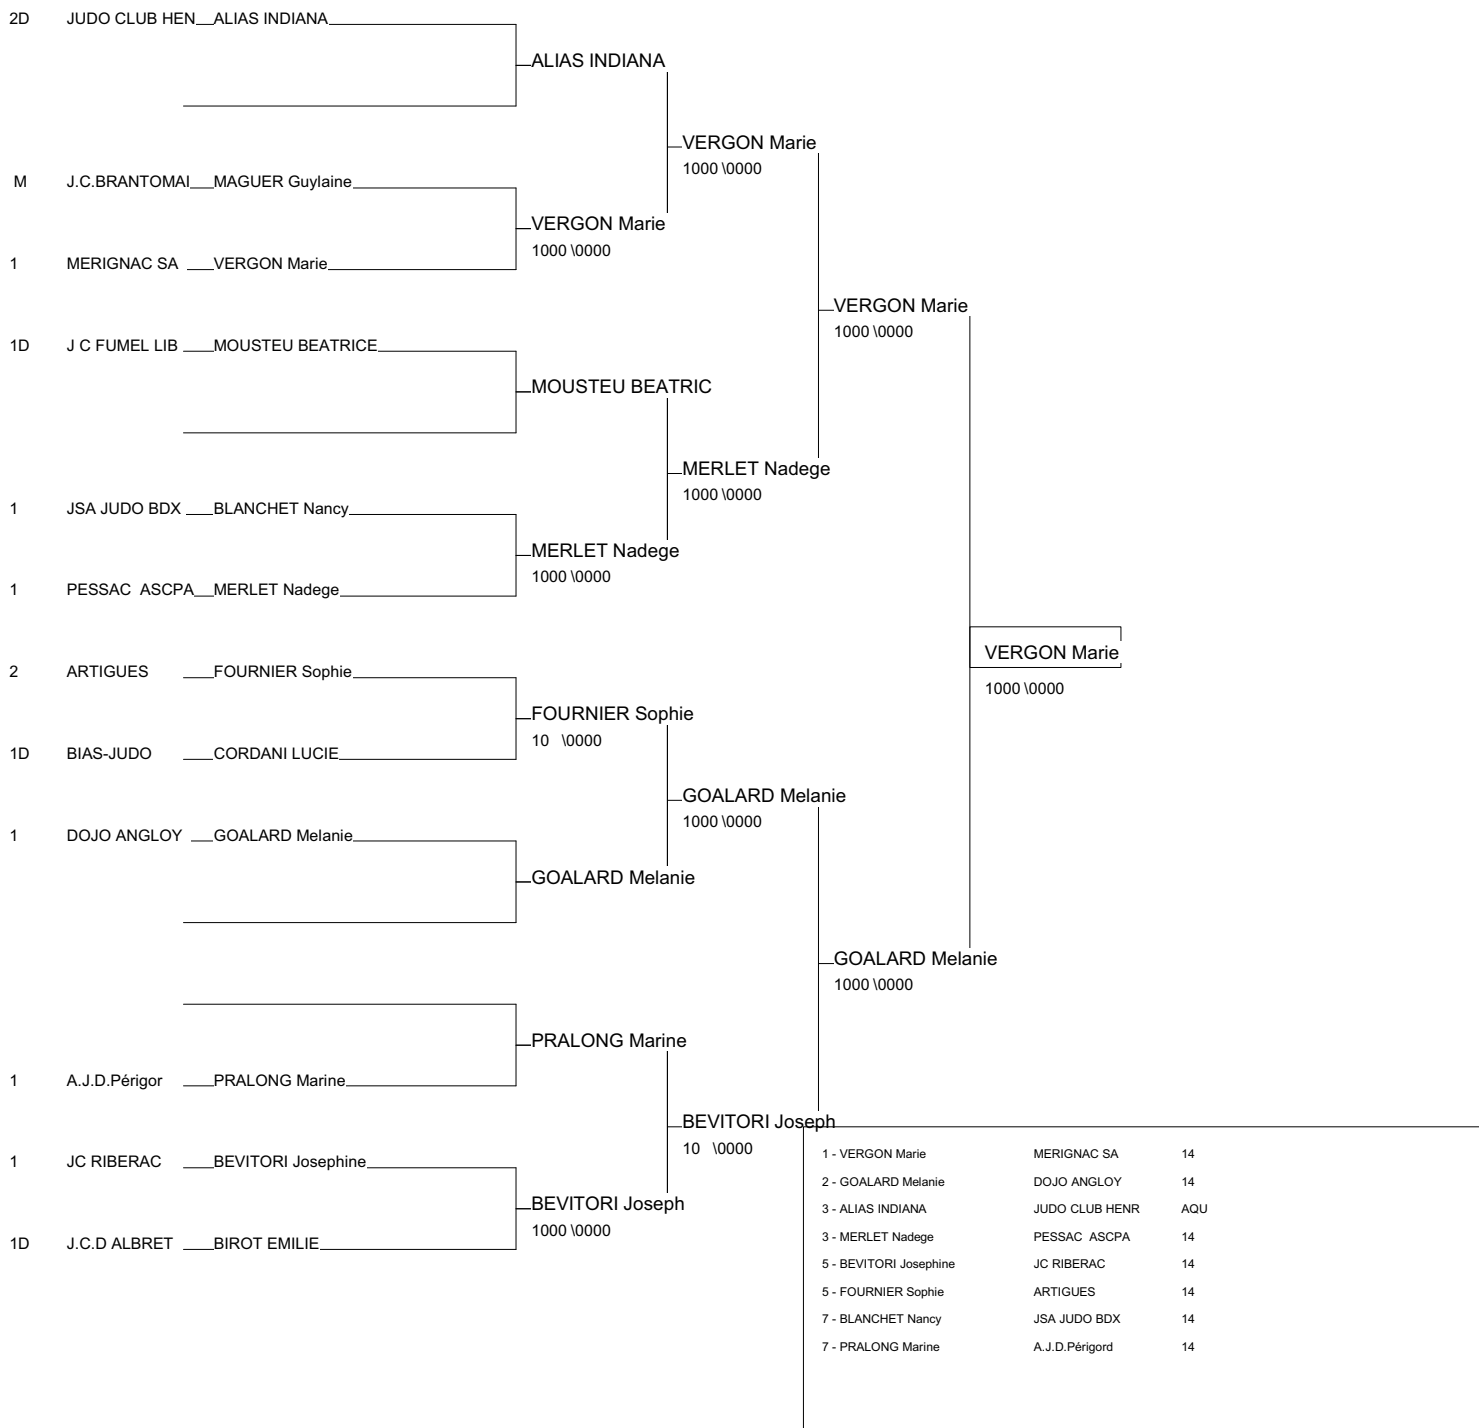 2D JUDO CLUB HEN ALIAS INDIANA
ALIAS INDIANA
VERGON Marie
1000 \0000
M J.C.BRANTOMAI MAGUER Guylaine
VERGON Marie
1000 \0000
1 MERIGNAC SA VERGON Marie
VERGON Marie
1000 \0000
1D J C FUMEL LIB MOUSTEU BEATRICE
MOUSTEU BEATRIC
MERLET Nadege
1000 \0000
1 JSA JUDO BDX BLANCHET Nancy
MERLET Nadege
1000 \0000
1 PESSAC ASCPA MERLET Nadege
VERGON Marie
1000 \0000
2 ARTIGUES FOURNIER Sophie
FOURNIER Sophie
10 \0000
1D BIAS-JUDO CORDANI LUCIE
GOALARD Melanie
1000 \0000
1 DOJO ANGLOY GOALARD Melanie
GOALARD Melanie
GOALARD Melanie
1000 \0000
PRALONG Marine
1 A.J.D.Périgor PRALONG Marine
BEVITORI Joseph
10 \0000
1 JC RIBERAC BEVITORI Josephine
BEVITORI Joseph
1000 \0000
1D J.C.D ALBRET BIROT EMILIE
1 - VERGON Marie MERIGNAC SA 14
2 - GOALARD Melanie DOJO ANGLOY 14
3 - ALIAS INDIANA JUDO CLUB HENR AQU
3 - MERLET Nadege PESSAC ASCPA 14
5 - BEVITORI Josephine JC RIBERAC 14
5 - FOURNIER Sophie ARTIGUES 14
7 - BLANCHET Nancy JSA JUDO BDX 14
7 - PRALONG Marine A.J.D.Périgord 14